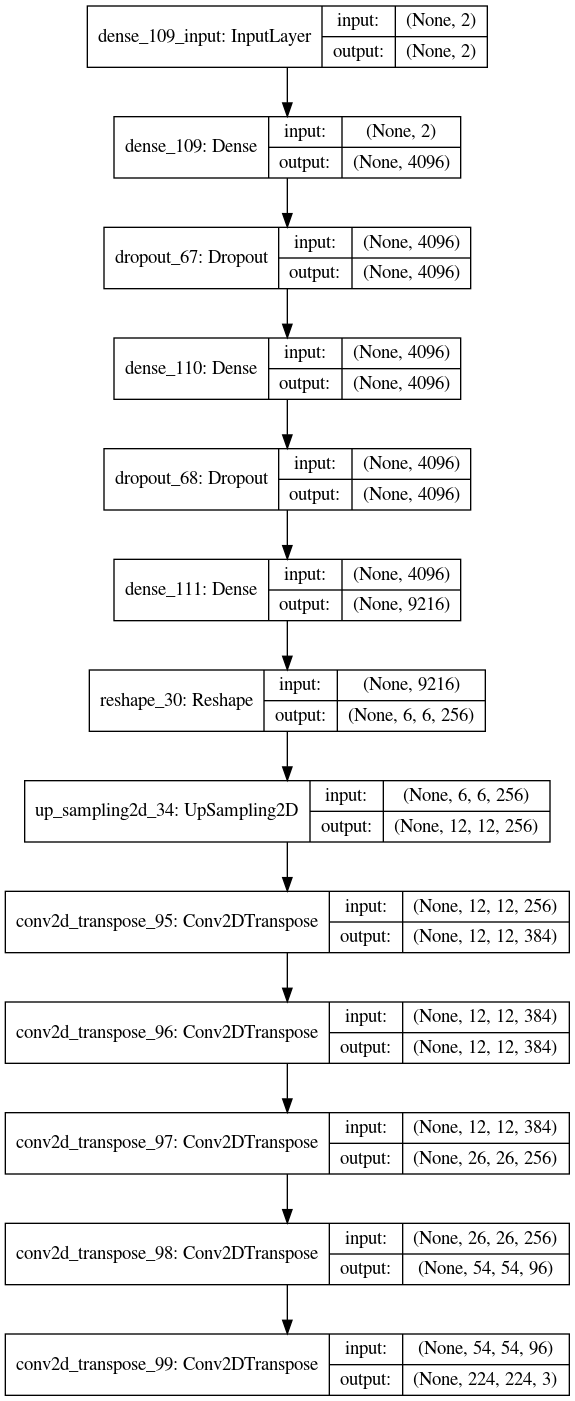 dense_109_input: InputLayer
input:
(None, 2)
output:
(None, 2)
dense_109: Dense
input:
(None, 2)
output:
(None, 4096)
dropout_67: Dropout
input:
(None, 4096)
output:
(None, 4096)
dense_110: Dense
input:
(None, 4096)
output:
(None, 4096)
dropout_68: Dropout
input:
(None, 4096)
output:
(None, 4096)
dense_111: Dense
input:
(None, 4096)
output:
(None, 9216)
reshape_30: Reshape
input:
(None, 9216)
output:
(None, 6, 6, 256)
up_sampling2d_34: UpSampling2D
input:
(None, 6, 6, 256)
output:
(None, 12, 12, 256)
conv2d_transpose_95: Conv2DTranspose
input:
(None, 12, 12, 256)
output:
(None, 12, 12, 384)
conv2d_transpose_96: Conv2DTranspose
input:
(None, 12, 12, 384)
output:
(None, 12, 12, 384)
conv2d_transpose_97: Conv2DTranspose
input:
(None, 12, 12, 384)
output:
(None, 26, 26, 256)
conv2d_transpose_98: Conv2DTranspose
input:
(None, 26, 26, 256)
output:
(None, 54, 54, 96)
conv2d_transpose_99: Conv2DTranspose
input:
(None, 54, 54, 96)
output:
(None, 224, 224, 3)